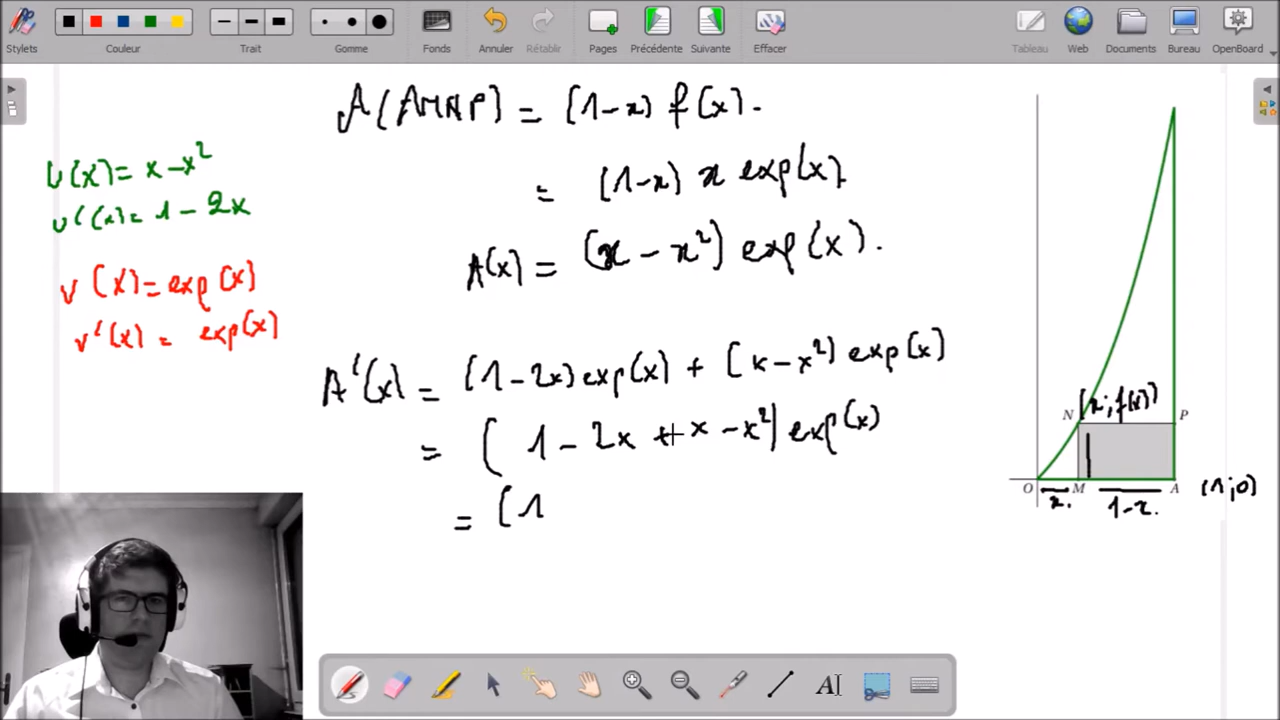 Stylets Couleur Trait Gomme Fonds Annuler Rétablir Pages Précédente Suivante Effacer Tableau Web Documents Bureau OpenBoard
A(AMNP) = (1-x) f(x).
= (1-x) x exp(x)
A(x) = (x - x²) exp(x).
u(x) = x - x²
u'(x) = 1 - 2x
v(x) = exp(x)
v'(x) = exp(x)
A'(x) = (1-2x) exp(x) + (x - x²) exp(x)
= ( 1 - 2x + x - x²) exp(x)
= (1
N (x; f(x)) P
O M A (1;0)
x. 1-x.